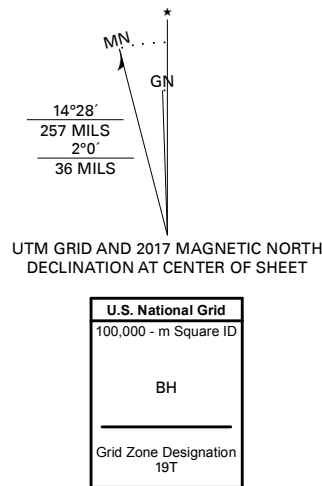 ★
MN
GN
14°28´
257 MILS
2°0´
36 MILS
UTM GRID AND 2017 MAGNETIC NORTH
DECLINATION AT CENTER OF SHEET
U.S. National Grid
100,000 - m Square ID
BH
Grid Zone Designation
19T